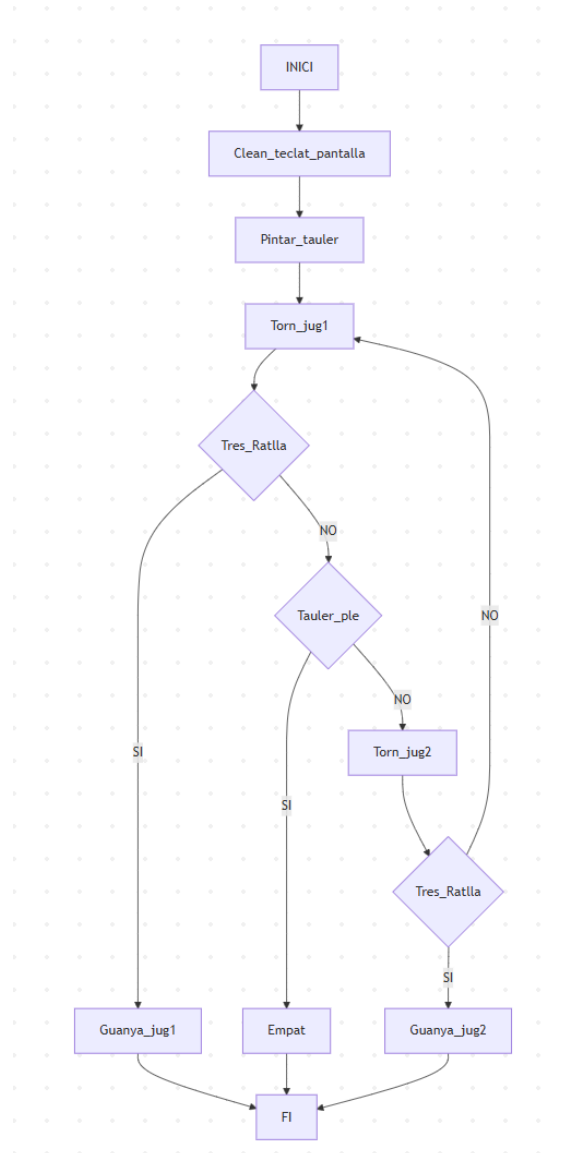 INICI
Clean_teclat_pantalla
Pintar_tauler
Torn_jug1
Tres_Ratlla
NO
Tauler_ple
NO
NO
Torn_jug2
SI
SI
Tres_Ratlla
SI
Guanya_jug1
Empat
Guanya_jug2
FI